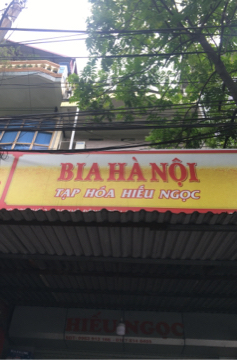 BIA HÀ NỘI
TẠP HÓA HIẾU NGỌC
HIẾU NGỌC